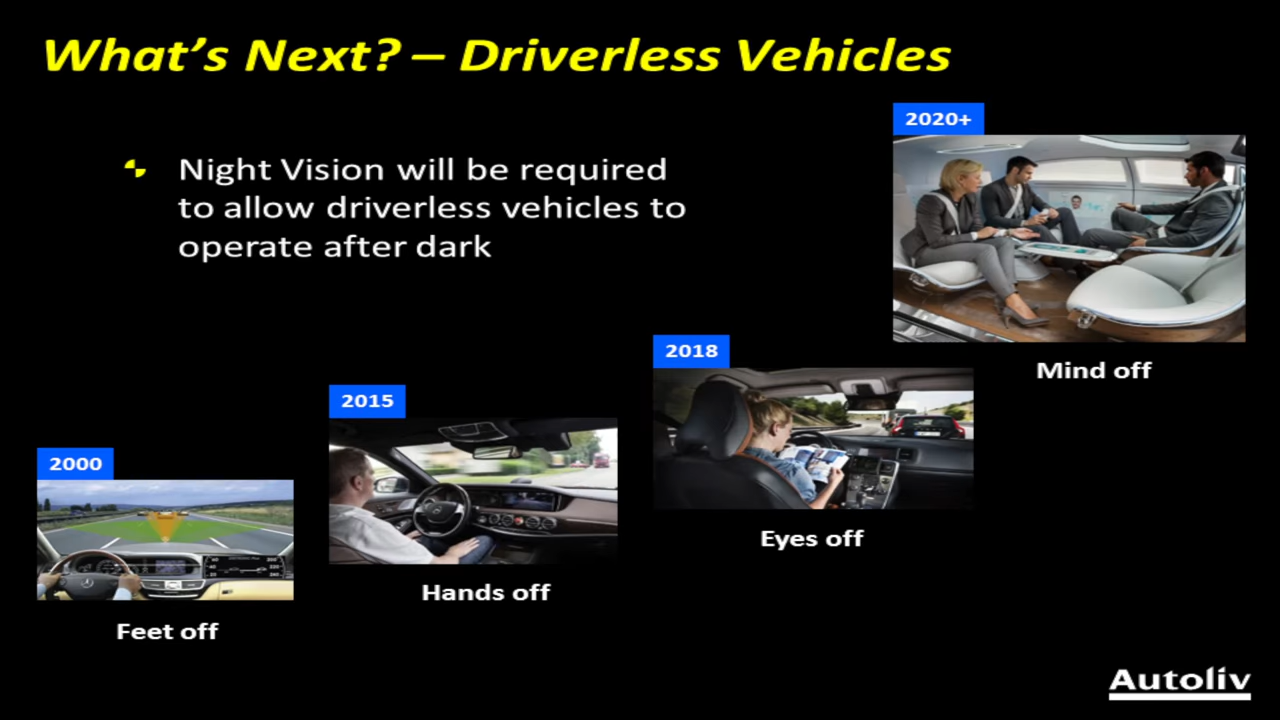 What's Next? – Driverless Vehicles
Night Vision will be required
to allow driverless vehicles to
operate after dark
2020+
Mind off
2018
Eyes off
2015
Hands off
2000
Feet off
Autoliv